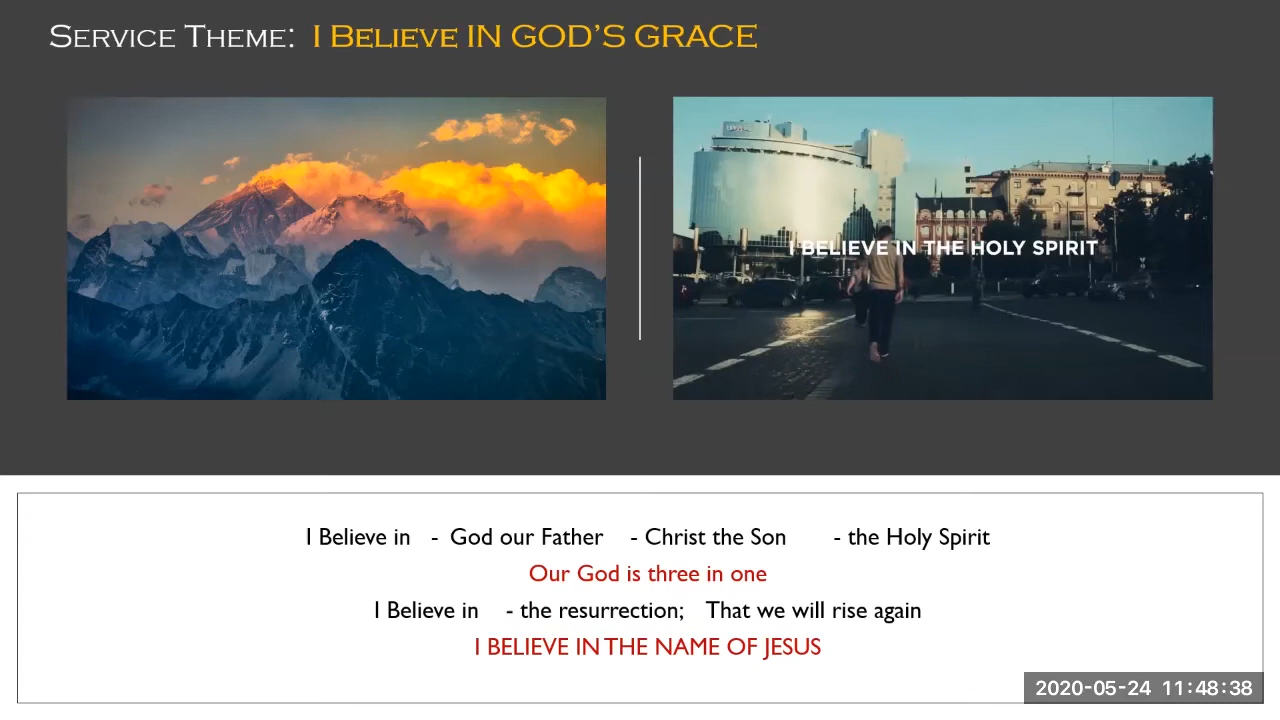 Service Theme: I Believe IN GOD'S GRACE
I BELIEVE IN THE HOLY SPIRIT
I Believe in - God our Father - Christ the Son - the Holy Spirit
Our God is three in one
I Believe in - the resurrection; That we will rise again
I BELIEVE IN THE NAME OF JESUS
2020-05-24 11:48:38